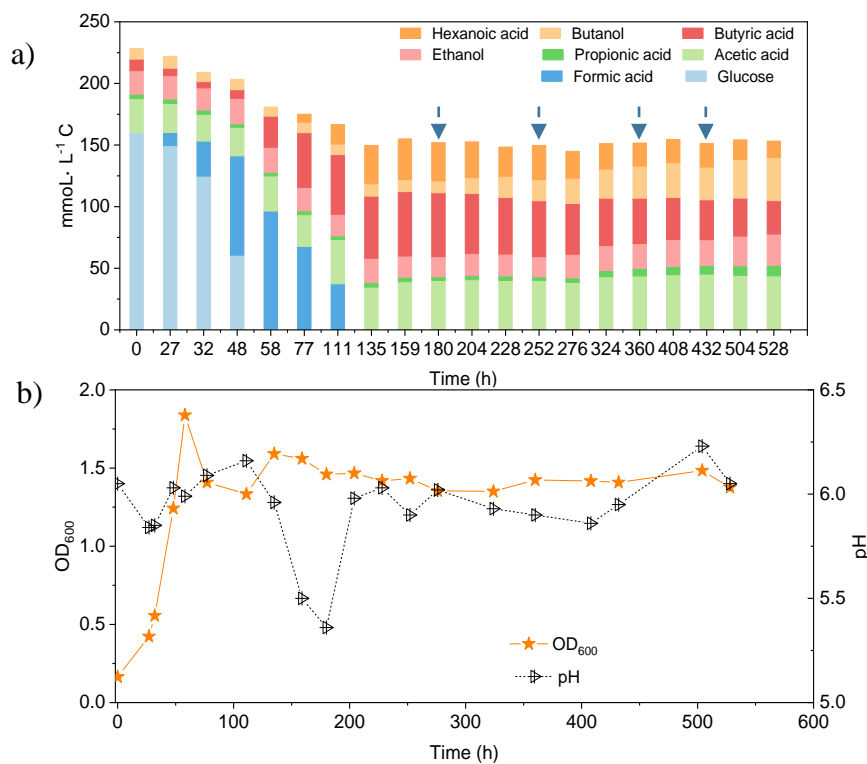 a)
250
200
150
100
50
0
mmoL· L⁻¹ C
Hexanoic acid Butanol Butyric acid
Ethanol Propionic acid Acetic acid
Formic acid Glucose
0 27 32 48 58 77 111 135 159 180 204 228 252 276 324 360 408 432 504 528
Time (h)
b)
2.0 6.5
1.5 6.0
1.0
0.5 5.5
0.0 5.0
OD₆₀₀
pH
OD₆₀₀
pH
0 100 200 300 400 500 600
Time (h)